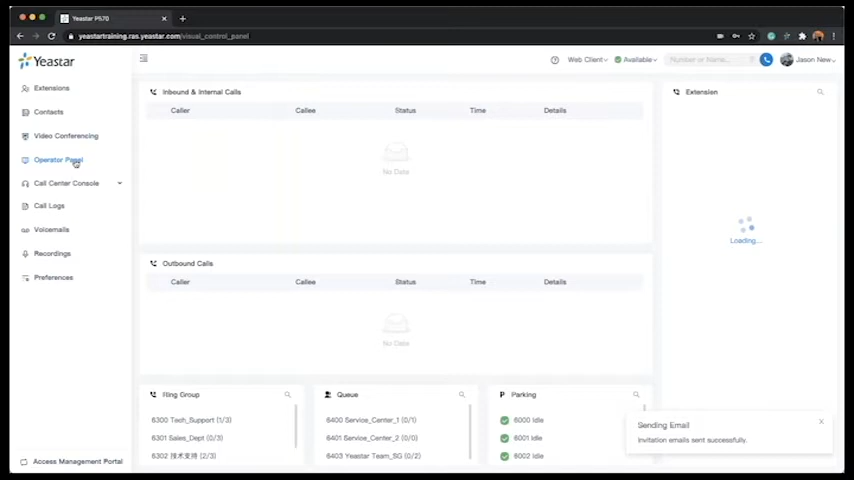 Yeastar P570
yeastartraining.ras.yeastar.com/visual_control_panel
Yeastar
Web Client
Available
Number or Name...
Jason New
Extensions
Contacts
Video Conferencing
Operator Panel
Call Center Console
Call Logs
Voicemails
Recordings
Preferences
Access Management Portal
Inbound & Internal Calls
Caller Callee Status Time Details
No Data
Outbound Calls
Caller Callee Status Time Details
No Data
Ring Group
6300 Tech_Support (1/3)
6301 Sales_Dept (0/3)
6302 技术支持 (2/3)
Queue
6400 Service_Center_1 (0/1)
6401 Service_Center_2 (0/0)
6403 Yeastar Team_SG (0/2)
P Parking
6000 Idle
6001 Idle
6002 Idle
Extension
Loading...
Sending Email
Invitation emails sent successfully.